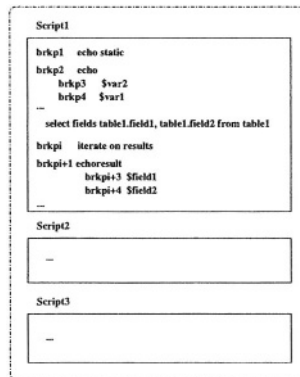 Script1
brkp1 echo static
brkp2 echo
brkp3 $var2
brkp4 $var1
...
select fields table1.field1, table1.field2 from table1
brkpi iterate on results
brkpi+1 echoresult
brkpi+3 $field1
brkpi+4 $field2
...
Script2
...
Script3
...